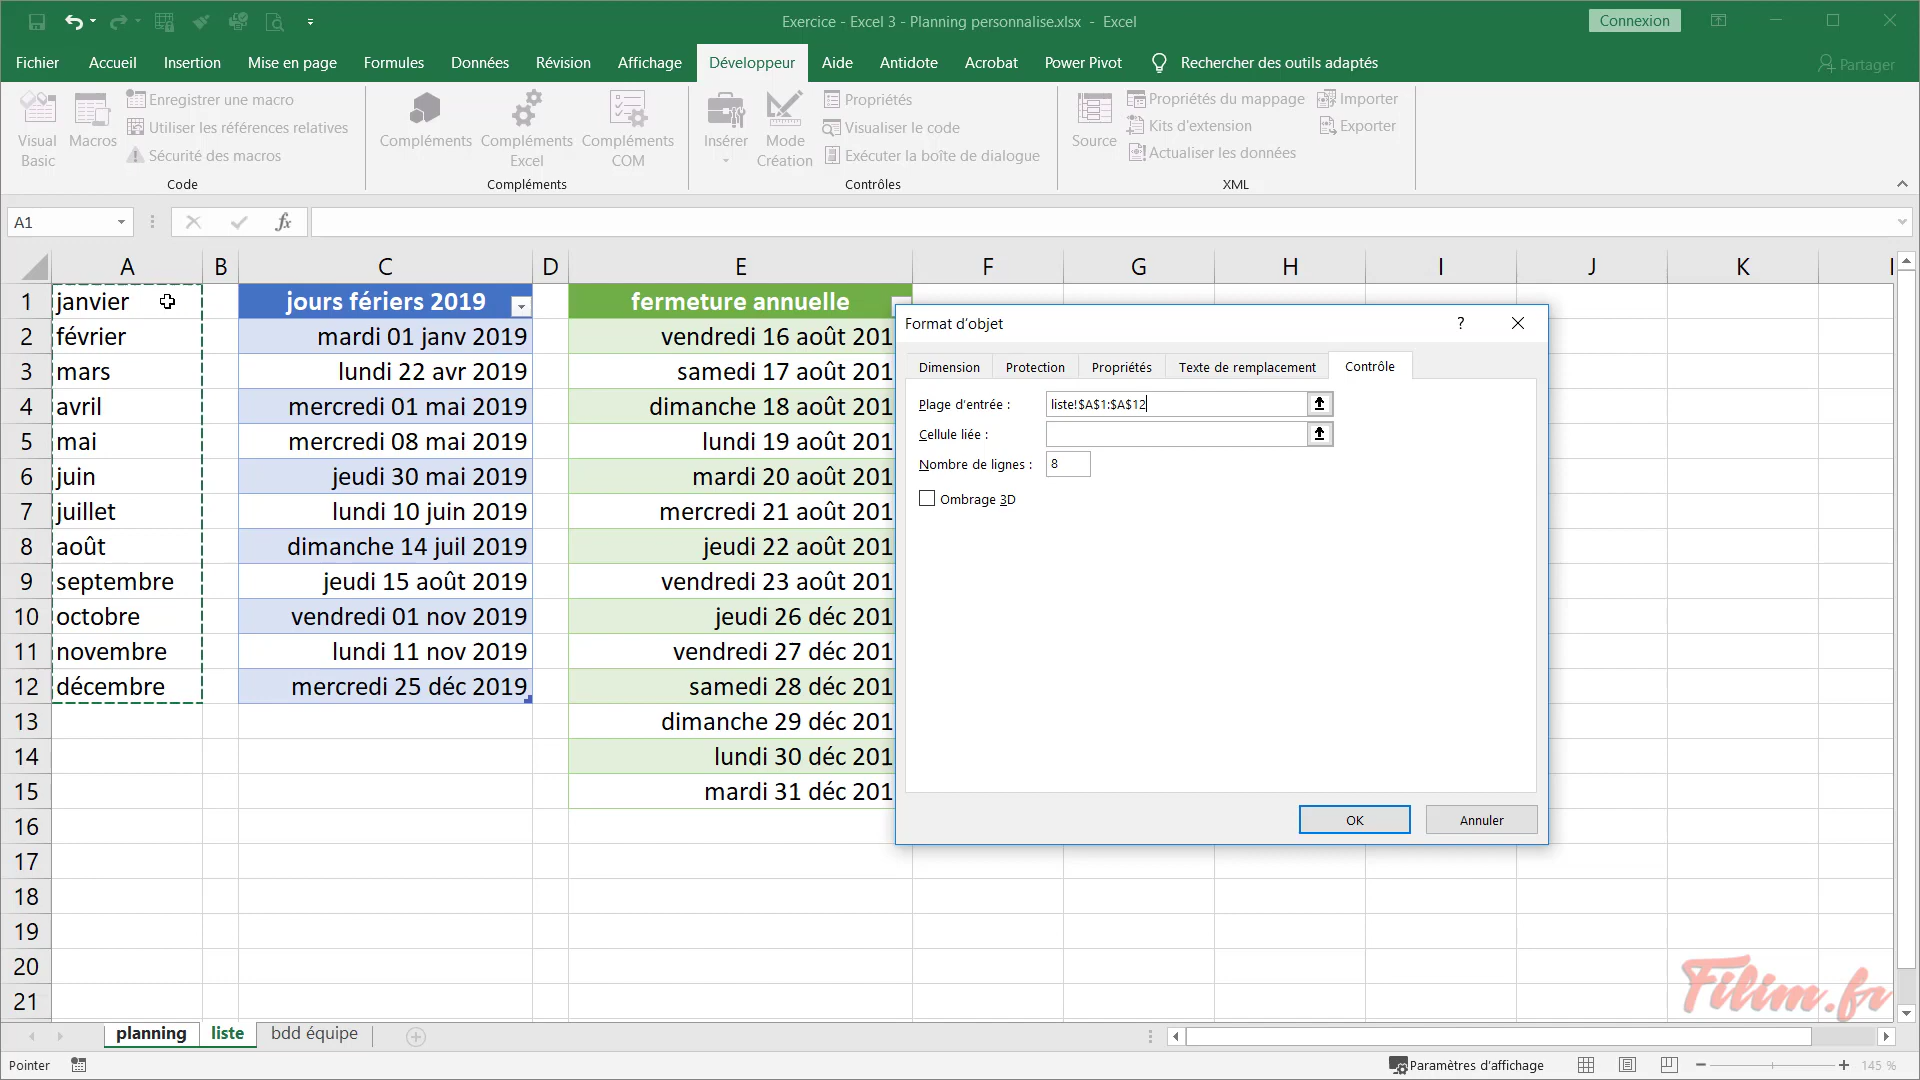 Exercice - Excel 3 - Planning personnalise.xlsx - Excel
Connexion
Fichier Accueil Insertion Mise en page Formules Données Révision Affichage Développeur Aide Antidote Acrobat Power Pivot Rechercher des outils adaptés Partager
Visual Basic
Macros
Enregistrer une macro
Utiliser les références relatives
Sécurité des macros
Code
Compléments
Compléments Excel
Compléments COM
Compléments
Insérer
Mode Création
Propriétés
Visualiser le code
Exécuter la boîte de dialogue
Contrôles
Source
Propriétés du mappage
Kits d'extension
Actualiser les données
Importer
Exporter
XML
A1
fx
A B C D E F G H I J K
1 janvier jours fériers 2019 fermeture annuelle
2 février mardi 01 janv 2019 vendredi 16 août 201
3 mars lundi 22 avr 2019 samedi 17 août 201
4 avril mercredi 01 mai 2019 dimanche 18 août 201
5 mai mercredi 08 mai 2019 lundi 19 août 201
6 juin jeudi 30 mai 2019 mardi 20 août 201
7 juillet lundi 10 juin 2019 mercredi 21 août 201
8 août dimanche 14 juil 2019 jeudi 22 août 201
9 septembre jeudi 15 août 2019 vendredi 23 août 201
10 octobre vendredi 01 nov 2019 jeudi 26 déc 201
11 novembre lundi 11 nov 2019 vendredi 27 déc 201
12 décembre mercredi 25 déc 2019 samedi 28 déc 201
13 dimanche 29 déc 201
14 lundi 30 déc 201
15 mardi 31 déc 201
16
17
18
19
20
21
Format d'objet ?
Dimension Protection Propriétés Texte de remplacement Contrôle
Plage d'entrée : liste!$A$1:$A$12
Cellule liée :
Nombre de lignes : 8
Ombrage 3D
OK Annuler
Filim.fr
planning liste bdd équipe
Pointer
Paramètres d'affichage
145 %